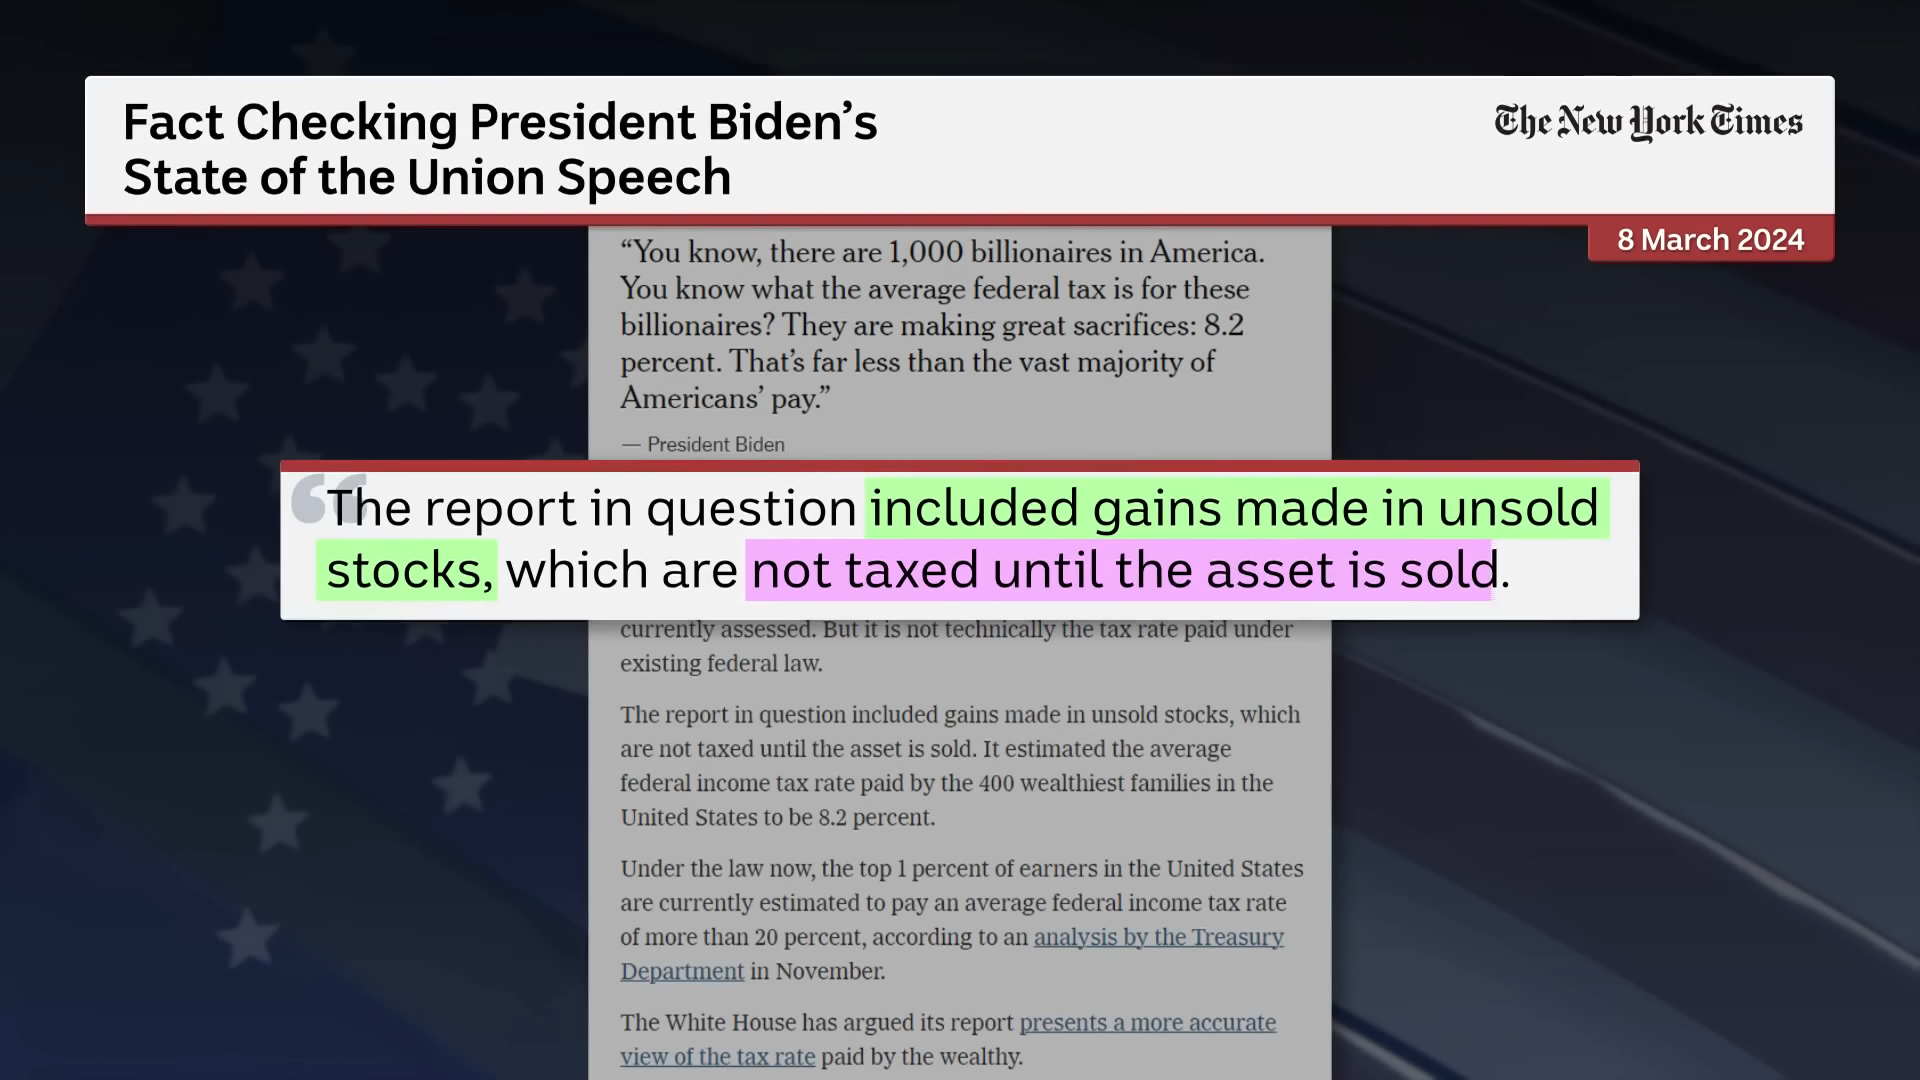 Fact Checking President Biden’s
State of the Union Speech
The New York Times
8 March 2024
“You know, there are 1,000 billionaires in America.
You know what the average federal tax is for these
billionaires? They are making great sacrifices: 8.2
percent. That’s far less than the vast majority of
Americans’ pay.”
— President Biden
“The report in question included gains made in unsold
stocks, which are not taxed until the asset is sold.
currently assessed. But it is not technically the tax rate paid under
existing federal law.
The report in question included gains made in unsold stocks, which
are not taxed until the asset is sold. It estimated the average
federal income tax rate paid by the 400 wealthiest families in the
United States to be 8.2 percent.
Under the law now, the top 1 percent of earners in the United States
are currently estimated to pay an average federal income tax rate
of more than 20 percent, according to an analysis by the Treasury
Department in November.
The White House has argued its report presents a more accurate
view of the tax rate paid by the wealthy.